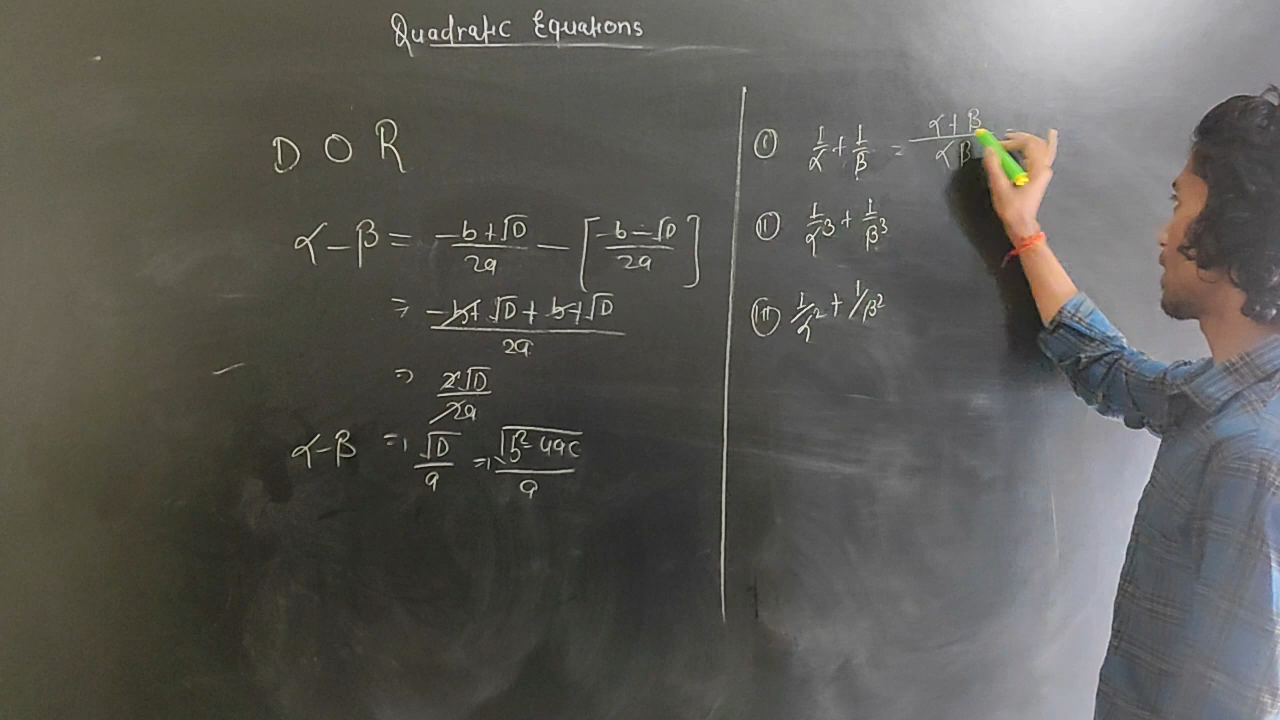 Quadratic Equations
D O R
α-β = -b+√D/2a - [-b-√D/2a]
⇒ -b+√D+b+√D/2a
⇒ 2√D/2a
α-β ⇒ √D/a ⇒ √b²-4ac/a
(I) 1/α + 1/β = α+β/αβ =
(II) 1/α³ + 1/β³
(III) 1/α² + 1/β²